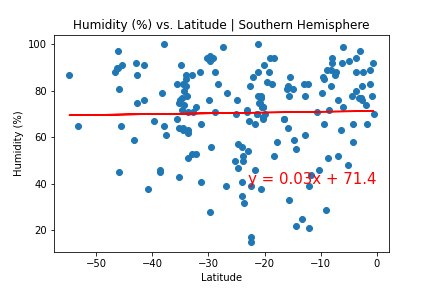 Humidity (%) vs. Latitude | Southern Hemisphere
100
80
60
40
20
Humidity (%)
y = 0.03x + 71.4
−50
−40
−30
−20
−10
0
Latitude